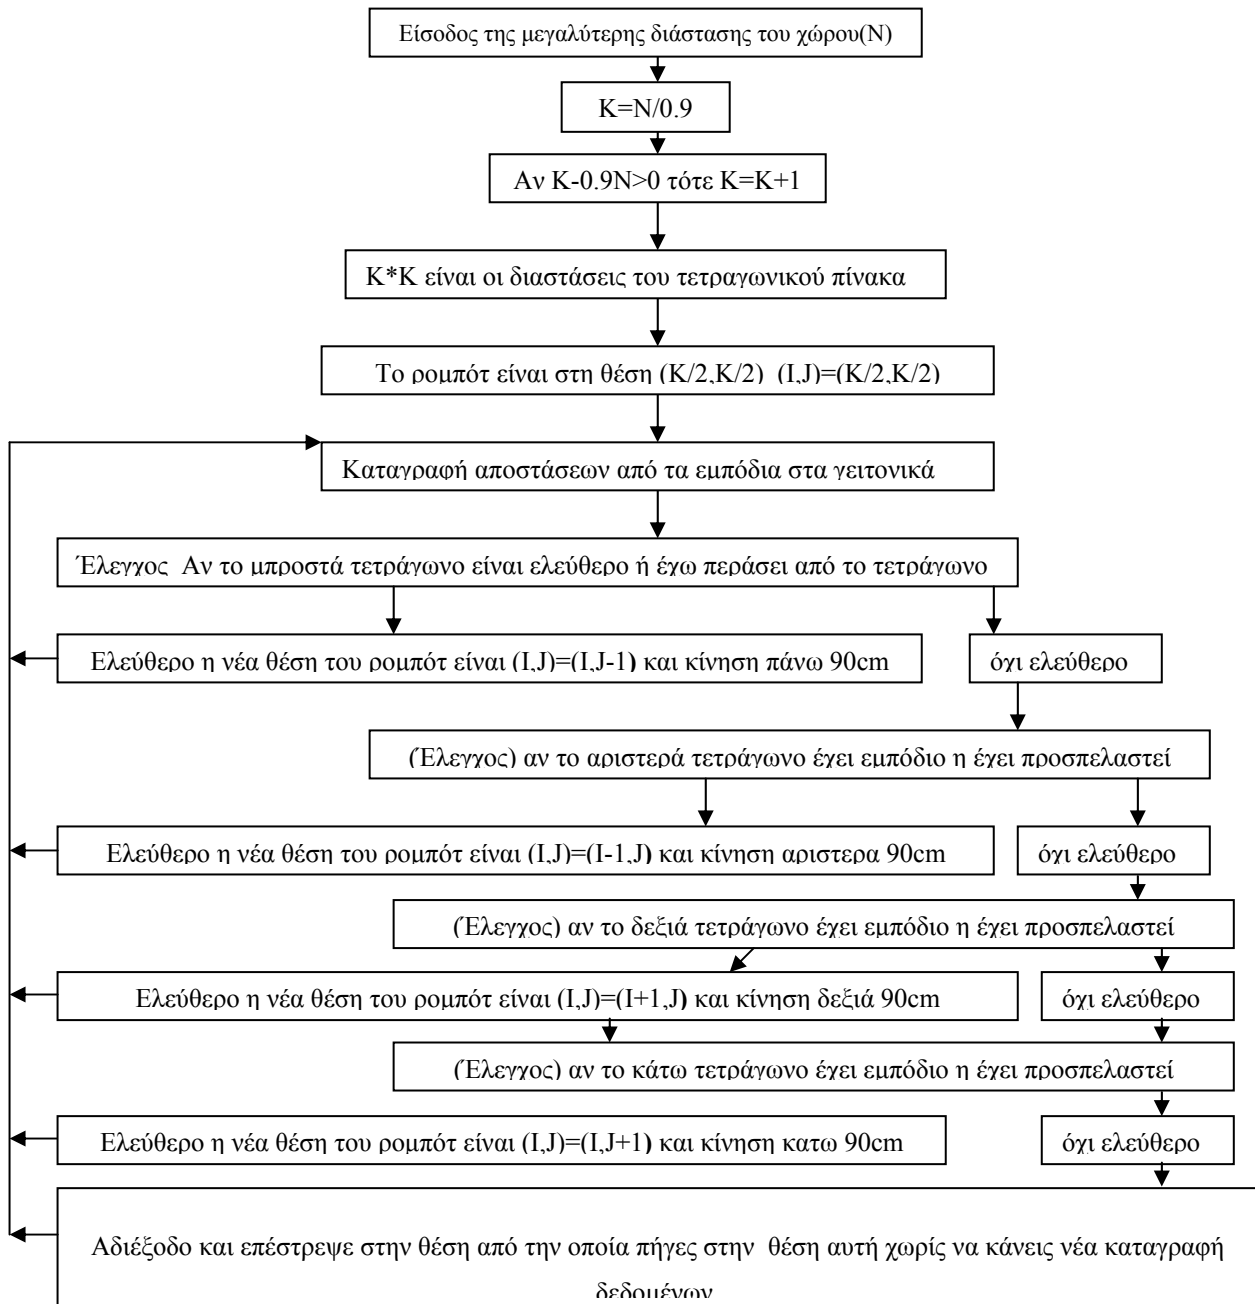 Είσοδος της μεγαλύτερης διάστασης του χώρου(Ν)
Κ=Ν/0.9
Αν Κ-0.9Ν>0 τότε Κ=Κ+1
Κ*Κ είναι οι διαστάσεις του τετραγωνικού πίνακα
Το ρομπότ είναι στη θέση (Κ/2,Κ/2) (Ι,J)=(Κ/2,Κ/2)
Καταγραφή αποστάσεων από τα εμπόδια στα γειτονικά
Έλεγχος Αν το μπροστά τετράγωνο είναι ελεύθερο ή έχω περάσει από το τετράγωνο
Ελεύθερο η νέα θέση του ρομπότ είναι (Ι,J)=(Ι,J-1) και κίνηση πάνω 90cm
όχι ελεύθερο
(Έλεγχος) αν το αριστερά τετράγωνο έχει εμπόδιο η έχει προσπελαστεί
Ελεύθερο η νέα θέση του ρομπότ είναι (Ι,J)=(Ι-1,J) και κίνηση αριστερα 90cm
όχι ελεύθερο
(Έλεγχος) αν το δεξιά τετράγωνο έχει εμπόδιο η έχει προσπελαστεί
Ελεύθερο η νέα θέση του ρομπότ είναι (Ι,J)=(Ι+1,J) και κίνηση δεξιά 90cm
όχι ελεύθερο
(Έλεγχος) αν το κάτω τετράγωνο έχει εμπόδιο η έχει προσπελαστεί
Ελεύθερο η νέα θέση του ρομπότ είναι (Ι,J)=(Ι,J+1) και κίνηση κατω 90cm
όχι ελεύθερο
Αδιέξοδο και επέστρεψε στην θέση από την οποία πήγες στην θέση αυτή χωρίς να κάνεις νέα καταγραφή
δεδομένων